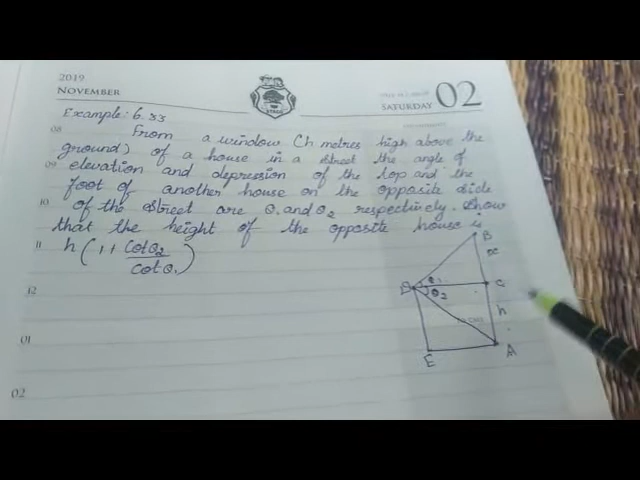 2019
NOVEMBER
SATURDAY 02
Example: 6.33
08 From a window (h metres high above the
ground) of a house in a street the angle of
09 elevation and depression of the top and the
foot of another house on the opposite side
10 of the street are θ1 and θ2 respectively. Show
that the height of the opposite house is
11 h (1+ cotθ2
cotθ1)
B
x
D θ1 C
θ2
12
h
01
E A
02